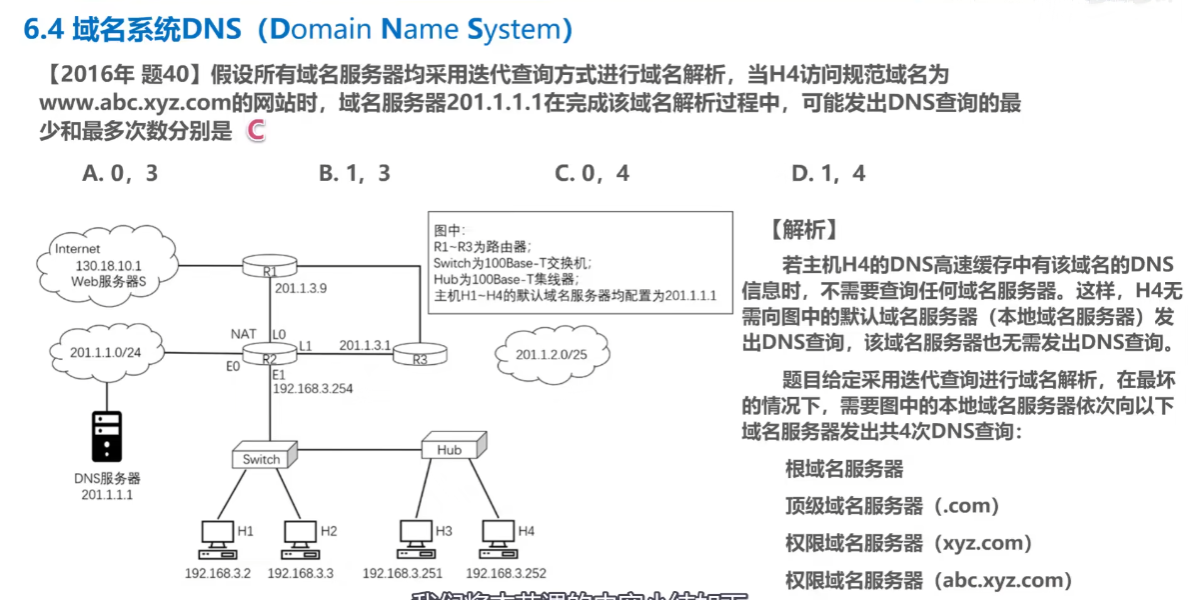 6.4 域名系统DNS（Domain Name System）
【2016年 题40】假设所有域名服务器均采用迭代查询方式进行域名解析，当H4访问规范域名为
www.abc.xyz.com的网站时，域名服务器201.1.1.1在完成该域名解析过程中，可能发出DNS查询的最
少和最多次数分别是 C
A. 0，3 B. 1，3 C. 0，4 D. 1，4
Internet
130.18.10.1
Web服务器S
R1
201.1.3.9
图中：
R1~R3为路由器；
Switch为100Base-T交换机；
Hub为100Base-T集线器；
主机H1~H4的默认域名服务器均配置为201.1.1.1
201.1.1.0/24
NAT
L0
L1
R2
E0
E1
192.168.3.254
201.1.3.1
R3
201.1.2.0/25
DNS服务器
201.1.1.1
Switch
Hub
H1
H2
H3
H4
192.168.3.2
192.168.3.3
192.168.3.251
192.168.3.252
【解析】
若主机H4的DNS高速缓存中有该域名的DNS
信息时，不需要查询任何域名服务器。这样，H4无
需向图中的默认域名服务器（本地域名服务器）发
出DNS查询，该域名服务器也无需发出DNS查询。
题目给定采用迭代查询进行域名解析，在最坏
的情况下，需要图中的本地域名服务器依次向以下
域名服务器发出共4次DNS查询：
根域名服务器
顶级域名服务器（.com）
权限域名服务器（xyz.com）
权限域名服务器（abc.xyz.com）